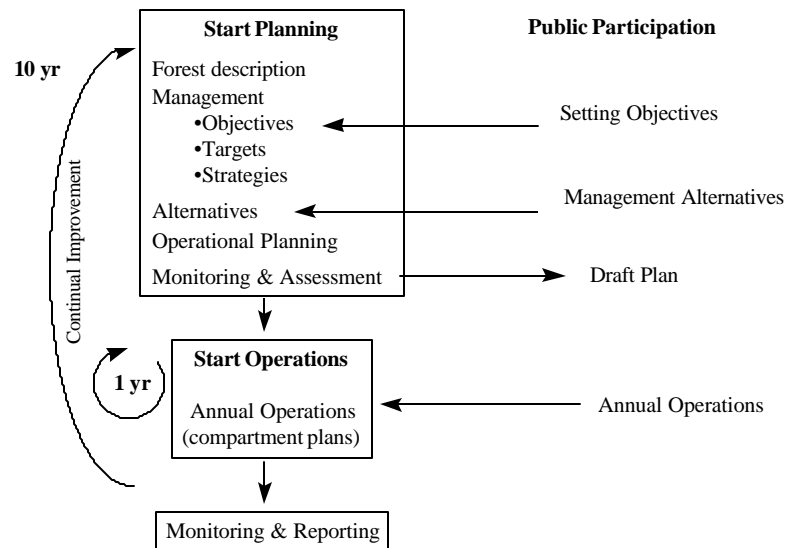 Start Planning
Public Participation
10 yr
Forest description
Management
•Objectives
Setting Objectives
•Targets
•Strategies
Alternatives
Management Alternatives
Operational Planning
Monitoring & Assessment
Draft Plan
Continual Improvement
Start Operations
1 yr
Annual Operations
(compartment plans)
Annual Operations
Monitoring & Reporting